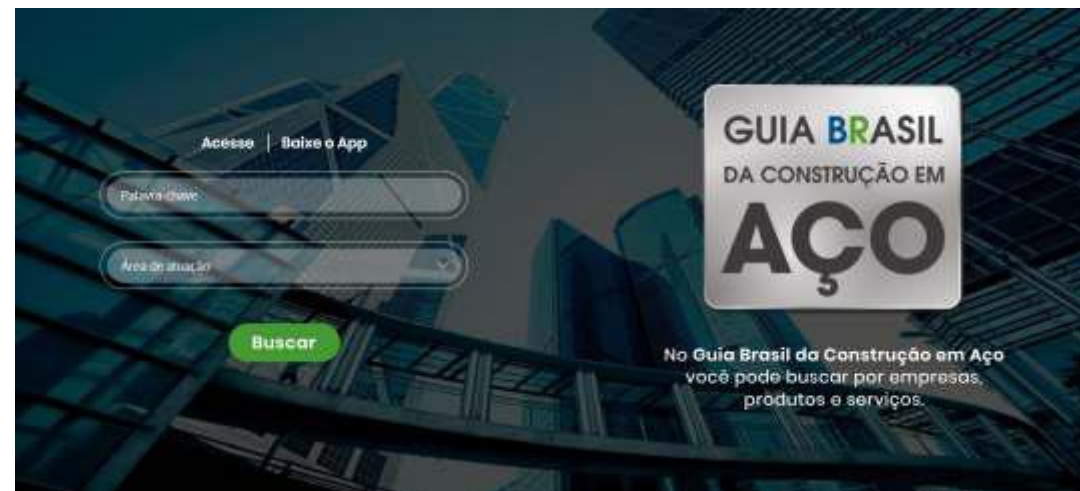 Acesse | Baixe o App
Palavra-chave
Área de atuação
Buscar
GUIA BRASIL
DA CONSTRUÇÃO EM
AÇO
No Guia Brasil da Construção em Aço
você pode buscar por empresas,
produtos e serviços.